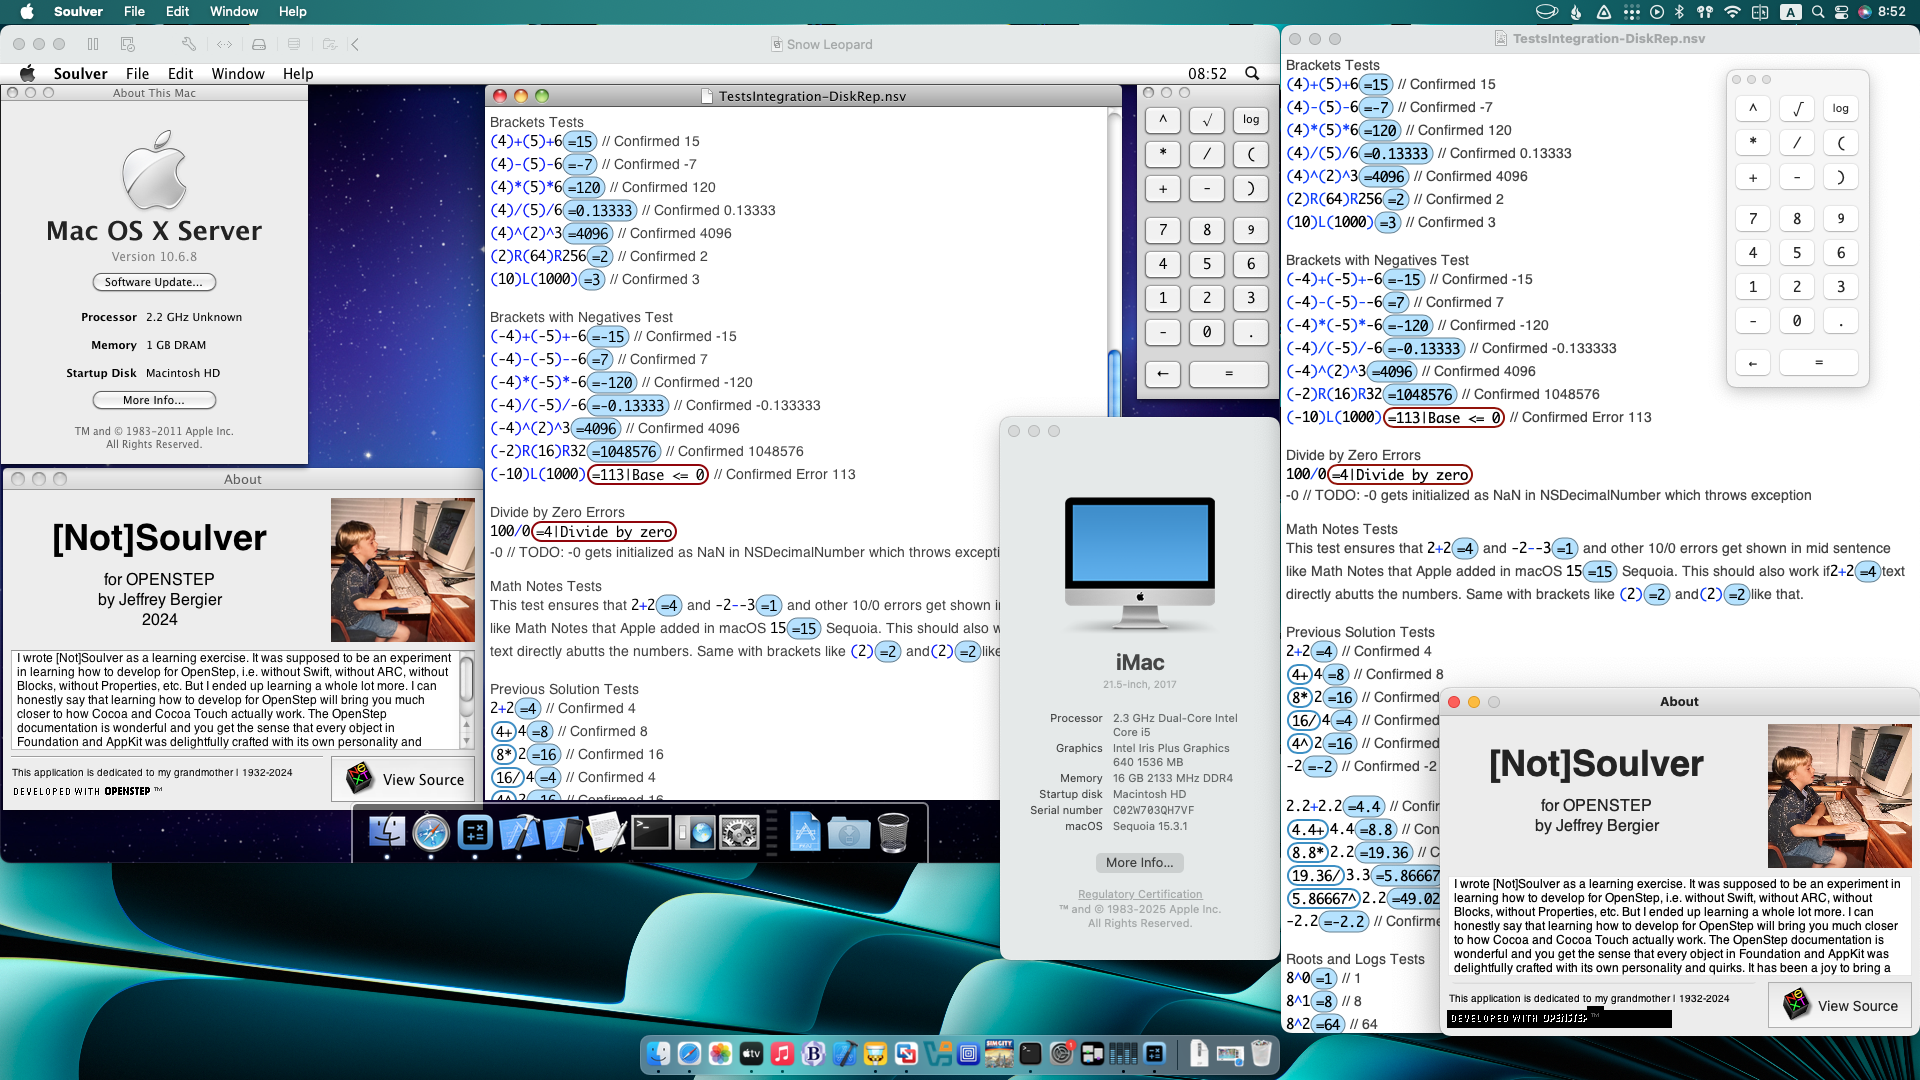 Soulver File Edit Window Help
A 8:52
Snow Leopard
Soulver File Edit Window Help
08:52
About This Mac
Mac OS X Server
Version 10.6.8
Software Update...
Processor 2.2 GHz Unknown
Memory 1 GB DRAM
Startup Disk Macintosh HD
More Info...
TM and © 1983-2011 Apple Inc.
All Rights Reserved.
About
[Not]Soulver
for OPENSTEP
by Jeffrey Bergier
2024
I wrote [Not]Soulver as a learning exercise. It was supposed to be an experiment
in learning how to develop for OpenStep, i.e. without Swift, without ARC, without
Blocks, without Properties, etc. But I ended up learning a whole lot more. I can
honestly say that learning how to develop for OpenStep will bring you much
closer to how Cocoa and Cocoa Touch actually work. The OpenStep
documentation is wonderful and you get the sense that every object in
Foundation and AppKit was delightfully crafted with its own personality and
This application is dedicated to my grandmother | 1932-2024
DEVELOPED WITH OPENSTEP ™
View Source
TestsIntegration-DiskRep.nsv
Brackets Tests
(4)+(5)+6=15 // Confirmed 15
(4)-(5)-6=-7 // Confirmed -7
(4)*(5)*6=120 // Confirmed 120
(4)/(5)/6=0.13333 // Confirmed 0.13333
(4)^(2)^3=4096 // Confirmed 4096
(2)R(64)R256=2 // Confirmed 2
(10)L(1000)=3 // Confirmed 3
Brackets with Negatives Test
(-4)+(-5)+-6=-15 // Confirmed -15
(-4)-(-5)--6=7 // Confirmed 7
(-4)*(-5)*-6=-120 // Confirmed -120
(-4)/(-5)/-6=-0.13333 // Confirmed -0.133333
(-4)^(2)^3=4096 // Confirmed 4096
(-2)R(16)R32=1048576 // Confirmed 1048576
(-10)L(1000)=113|Base <= 0 // Confirmed Error 113
Divide by Zero Errors
100/0=4|Divide by zero
-0 // TODO: -0 gets initialized as NaN in NSDecimalNumber which throws excepti
Math Notes Tests
This test ensures that 2+2=4 and -2--3=1 and other 10/0 errors get shown in
like Math Notes that Apple added in macOS 15=15 Sequoia. This should also w
text directly abutts the numbers. Same with brackets like (2)=2 and(2)=2like
Previous Solution Tests
2+2=4 // Confirmed 4
4+4=8 // Confirmed 8
8*2=16 // Confirmed 16
16/4=4 // Confirmed 4
4^2=16 // Confirmed 16
^ √ log
* / (
+ - )
7 8 9
4 5 6
1 2 3
- 0 .
← =
iMac
21.5-inch, 2017
Processor 2.3 GHz Dual-Core Intel
Core i5
Graphics Intel Iris Plus Graphics
640 1536 MB
Memory 16 GB 2133 MHz DDR4
Startup disk Macintosh HD
Serial number C02W703QH7VF
macOS Sequoia 15.3.1
More Info...
Regulatory Certification
™ and © 1983-2025 Apple Inc.
All Rights Reserved.
TestsIntegration-DiskRep.nsv
Brackets Tests
(4)+(5)+6=15 // Confirmed 15
(4)-(5)-6=-7 // Confirmed -7
(4)*(5)*6=120 // Confirmed 120
(4)/(5)/6=0.13333 // Confirmed 0.13333
(4)^(2)^3=4096 // Confirmed 4096
(2)R(64)R256=2 // Confirmed 2
(10)L(1000)=3 // Confirmed 3
Brackets with Negatives Test
(-4)+(-5)+-6=-15 // Confirmed -15
(-4)-(-5)--6=7 // Confirmed 7
(-4)*(-5)*-6=-120 // Confirmed -120
(-4)/(-5)/-6=-0.13333 // Confirmed -0.133333
(-4)^(2)^3=4096 // Confirmed 4096
(-2)R(16)R32=1048576 // Confirmed 1048576
(-10)L(1000)=113|Base <= 0 // Confirmed Error 113
Divide by Zero Errors
100/0=4|Divide by zero
-0 // TODO: -0 gets initialized as NaN in NSDecimalNumber which throws exception
Math Notes Tests
This test ensures that 2+2=4 and -2--3=1 and other 10/0 errors get shown in mid sentence
like Math Notes that Apple added in macOS 15=15 Sequoia. This should also work if2+2=4text
directly abutts the numbers. Same with brackets like (2)=2 and(2)=2like that.
Previous Solution Tests
2+2=4 // Confirmed 4
4+4=8 // Confirmed 8
8*2=16 // Confirmed
16/4=4 // Confirmed
4^2=16 // Confirmed
-2=-2 // Confirmed -2
2.2+2.2=4.4 // Confir
4.4+4.4=8.8 // Con
8.8*2.2=19.36 // C
19.36/3.3=5.86667
5.86667^2.2=49.02
-2.2=-2.2 // Confirme
Roots and Logs Tests
8^0=1 // 1
8^1=8 // 8
8^2=64 // 64
^ √ log
* / (
+ - )
7 8 9
4 5 6
1 2 3
- 0 .
← =
About
[Not]Soulver
for OPENSTEP
by Jeffrey Bergier
I wrote [Not]Soulver as a learning exercise. It was supposed to be an experiment in
learning how to develop for OpenStep, i.e. without Swift, without ARC, without
Blocks, without Properties, etc. But I ended up learning a whole lot more. I can
honestly say that learning how to develop for OpenStep will bring you much closer
to how Cocoa and Cocoa Touch actually work. The OpenStep documentation is
wonderful and you get the sense that every object in Foundation and AppKit was
delightfully crafted with its own personality and quirks. It has been a joy to bring a
This application is dedicated to my grandmother | 1932-2024
DEVELOPED WITH OPENSTEP ™
View Source
tv
SIM CITY